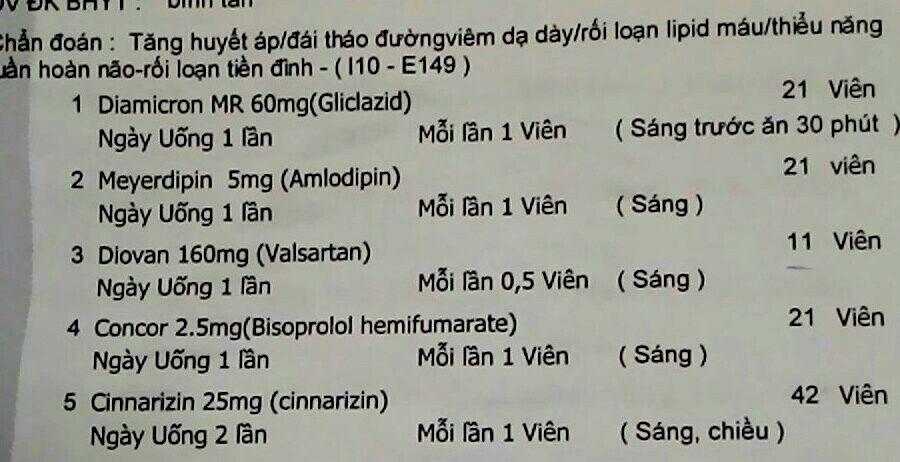 ĐK BHYT : bình tân
Chẩn đoán : Tăng huyết áp/đái tháo đườngviêm dạ dày/rối loạn lipid máu/thiểu năng
tuần hoàn não-rối loạn tiền đình - ( I10 - E149 )
1 Diamicron MR 60mg(Gliclazid) 21 Viên
Ngày Uống 1 lần Mỗi lần 1 Viên ( Sáng trước ăn 30 phút )
2 Meyerdipin 5mg (Amlodipin) 21 viên
Ngày Uống 1 lần Mỗi lần 1 Viên ( Sáng )
3 Diovan 160mg (Valsartan) 11 Viên
Ngày Uống 1 lần Mỗi lần 0,5 Viên ( Sáng )
4 Concor 2.5mg(Bisoprolol hemifumarate) 21 Viên
Ngày Uống 1 lần Mỗi lần 1 Viên ( Sáng )
5 Cinnarizin 25mg (cinnarizin) 42 Viên
Ngày Uống 2 lần Mỗi lần 1 Viên ( Sáng, chiều )